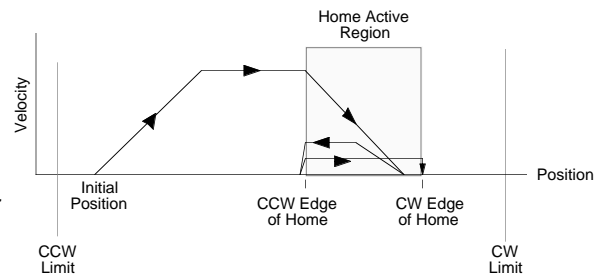 Home Active
Region
Velocity
Position
Initial
Position
CCW Edge
of Home
CW Edge
of Home
CCW
Limit
CW
Limit